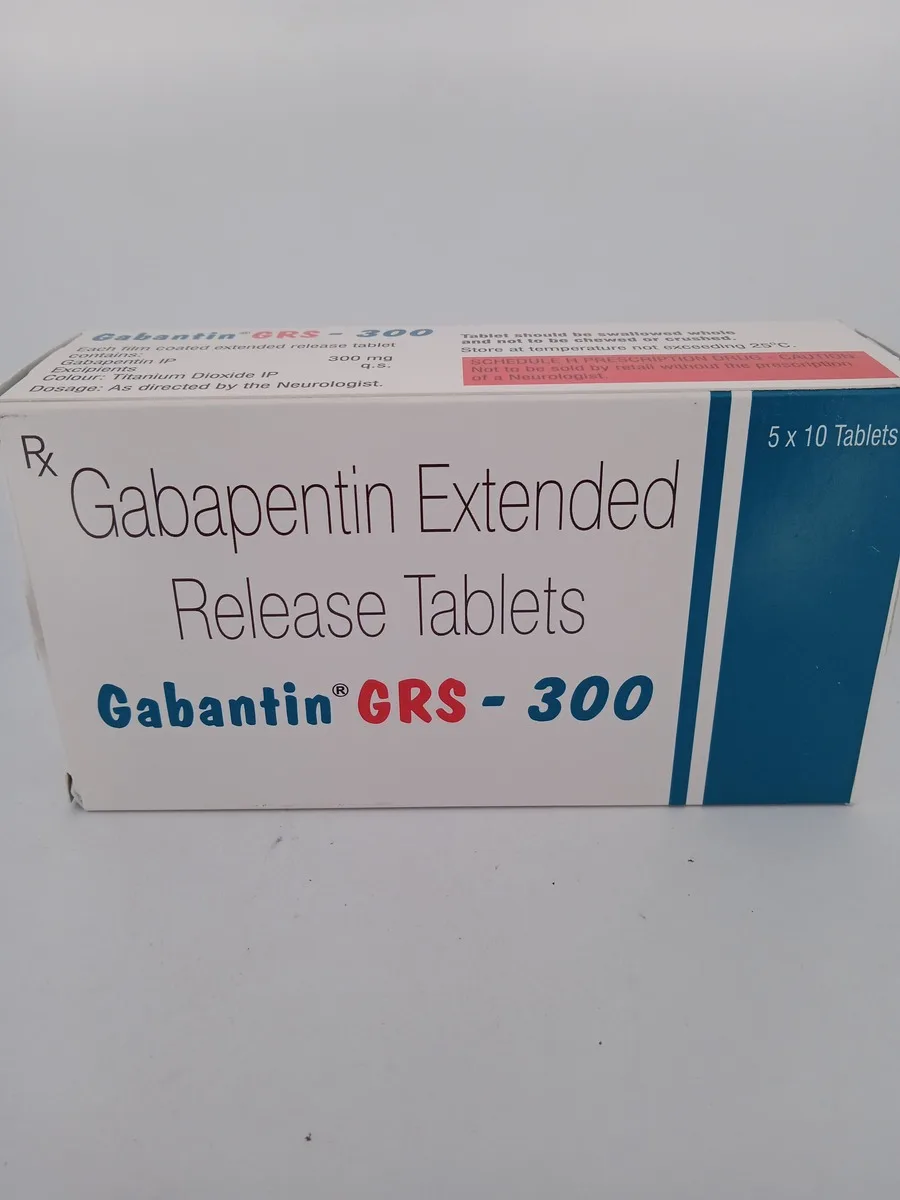 Gabantin® GRS - 300
Each film coated extended release tablet
contains:
Gabapentin IP 300 mg
Excipients q.s.
Colour: Titanium Dioxide IP
Dosage: As directed by the Neurologist.
Tablet should be swallowed whole
and not to be chewed or crushed.
Store at temperature not exceeding 25°C.
SCHEDULE H PRESCRIPTION DRUG - CAUTION
Not to be sold by retail without the prescription
of a Neurologist.
Rx
Gabapentin Extended
Release Tablets
Gabantin® GRS - 300
5 x 10 Tablets